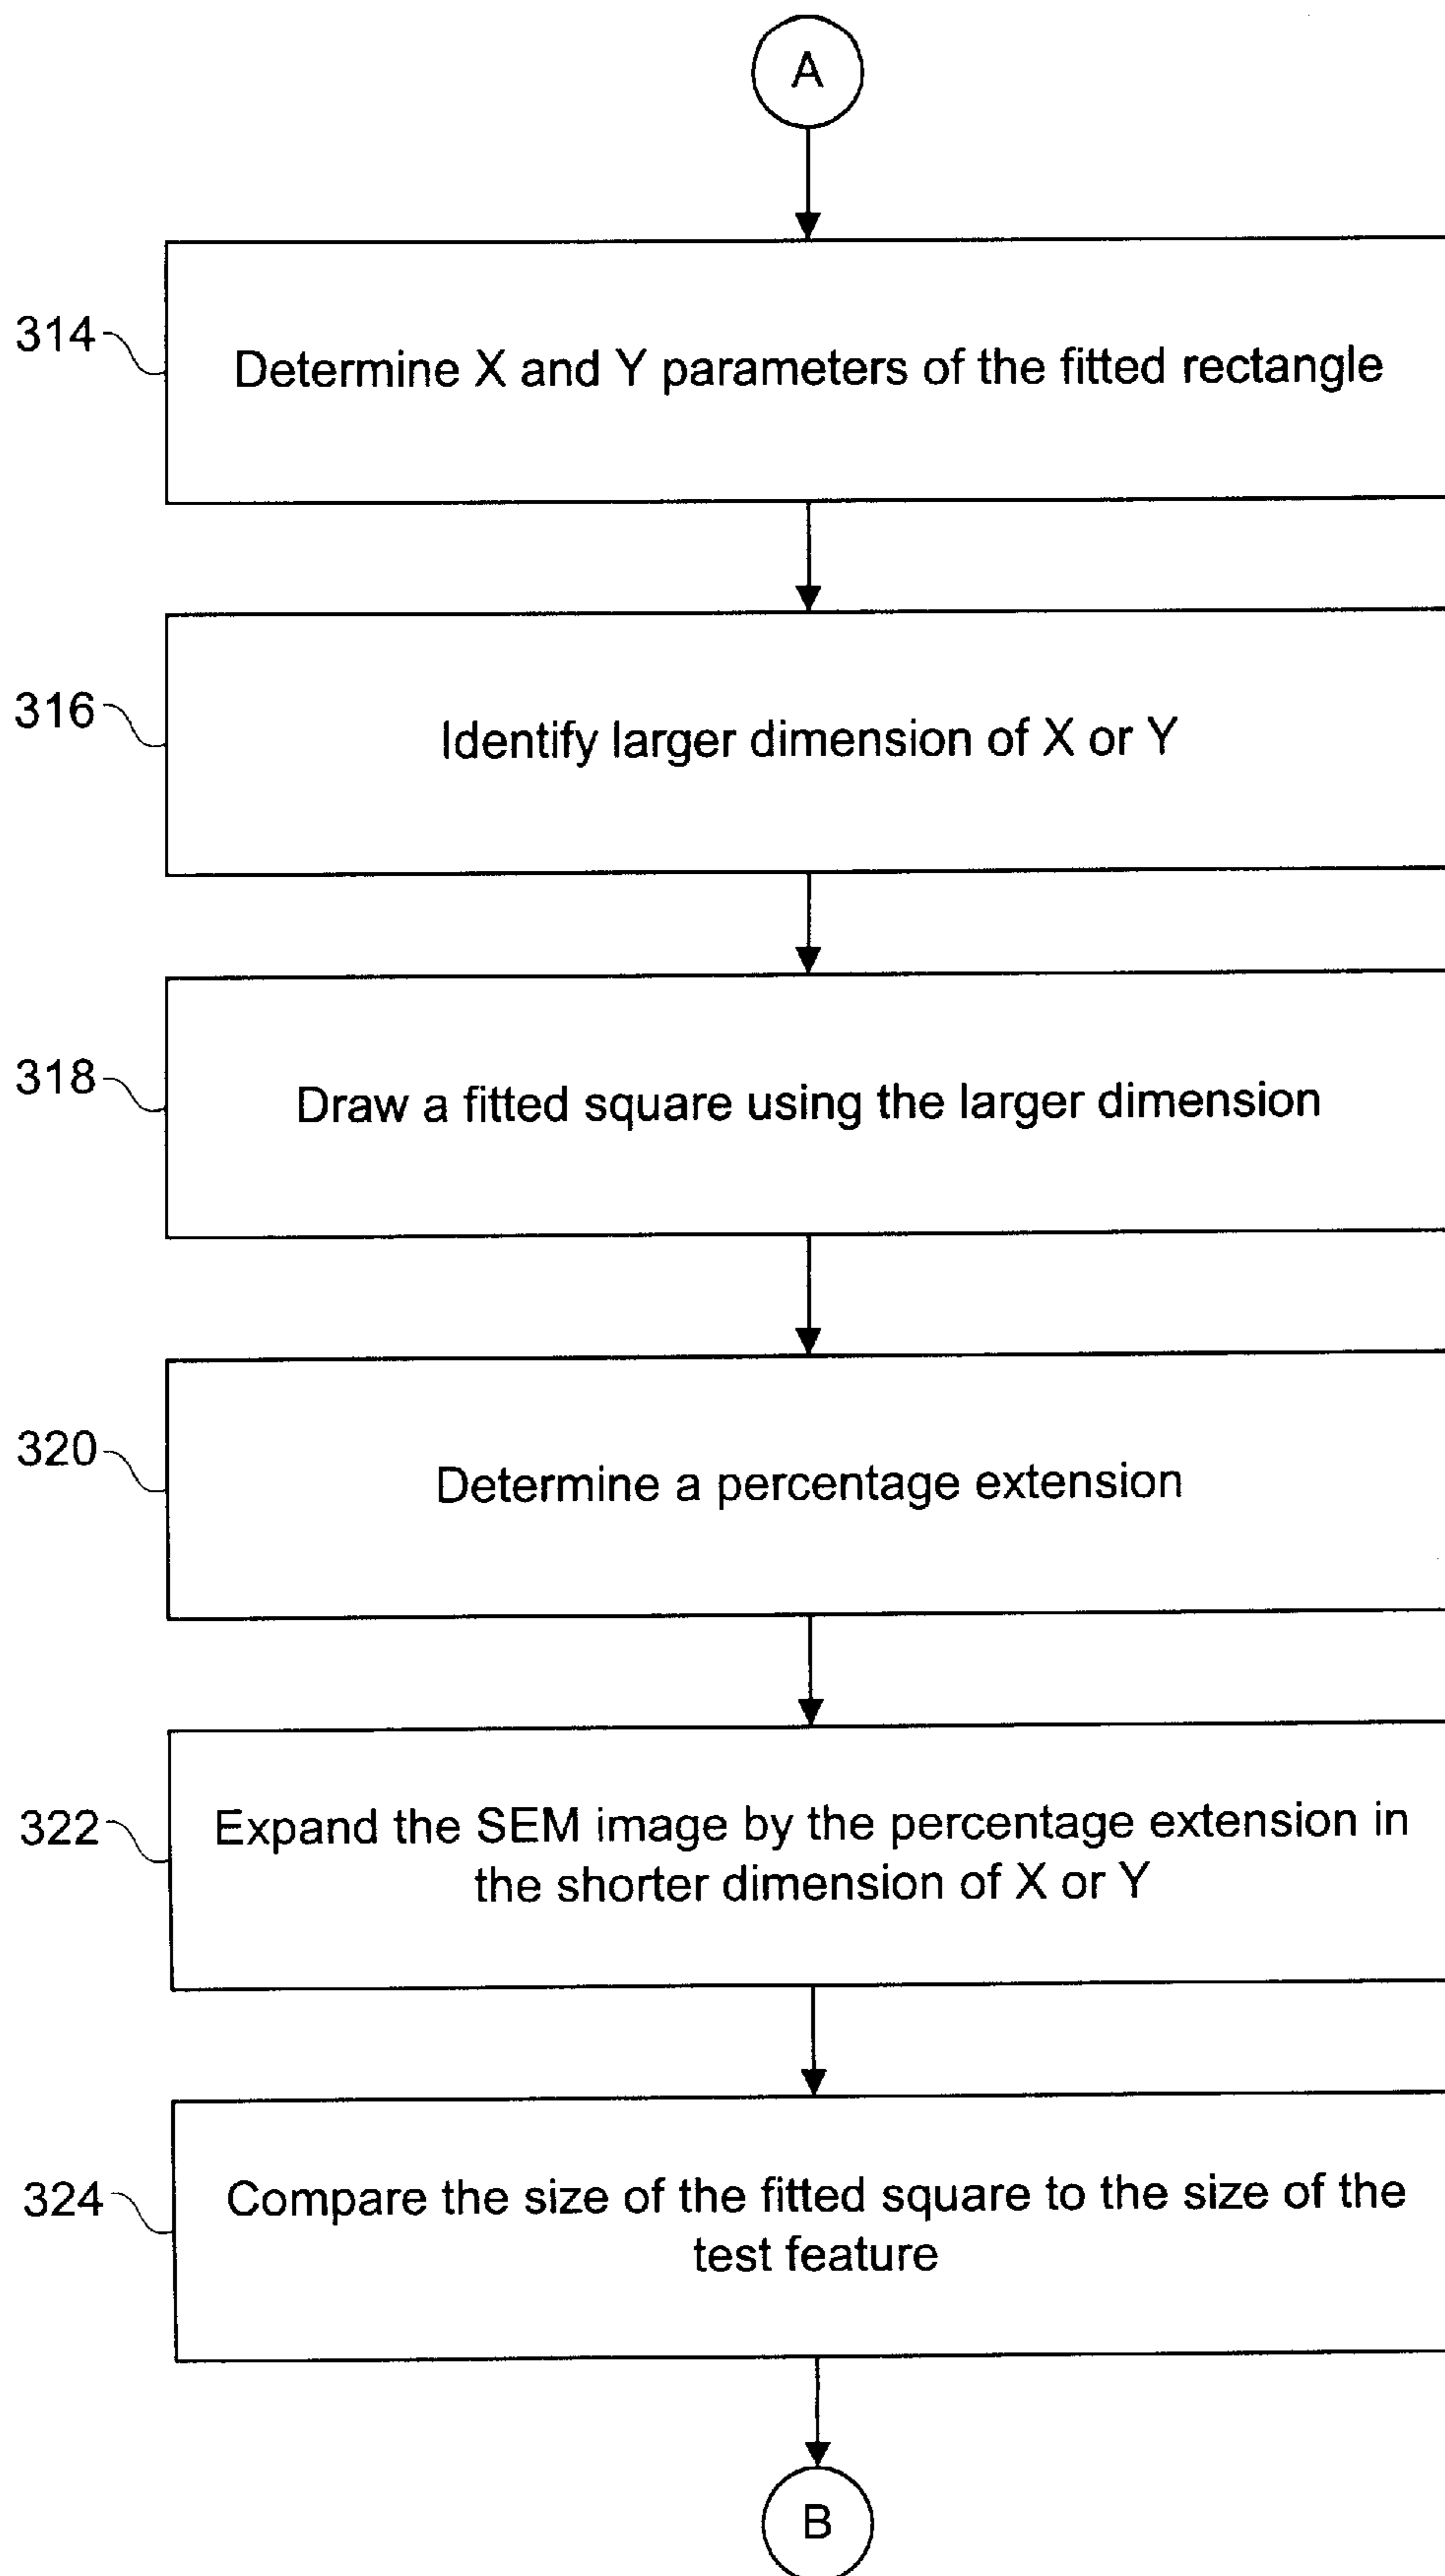 A
314
Determine X and Y parameters of the fitted rectangle
316
Identify larger dimension of X or Y
318
Draw a fitted square using the larger dimension
320
Determine a percentage extension
322
Expand the SEM image by the percentage extension in
the shorter dimension of X or Y
324
Compare the size of the fitted square to the size of the
test feature
B